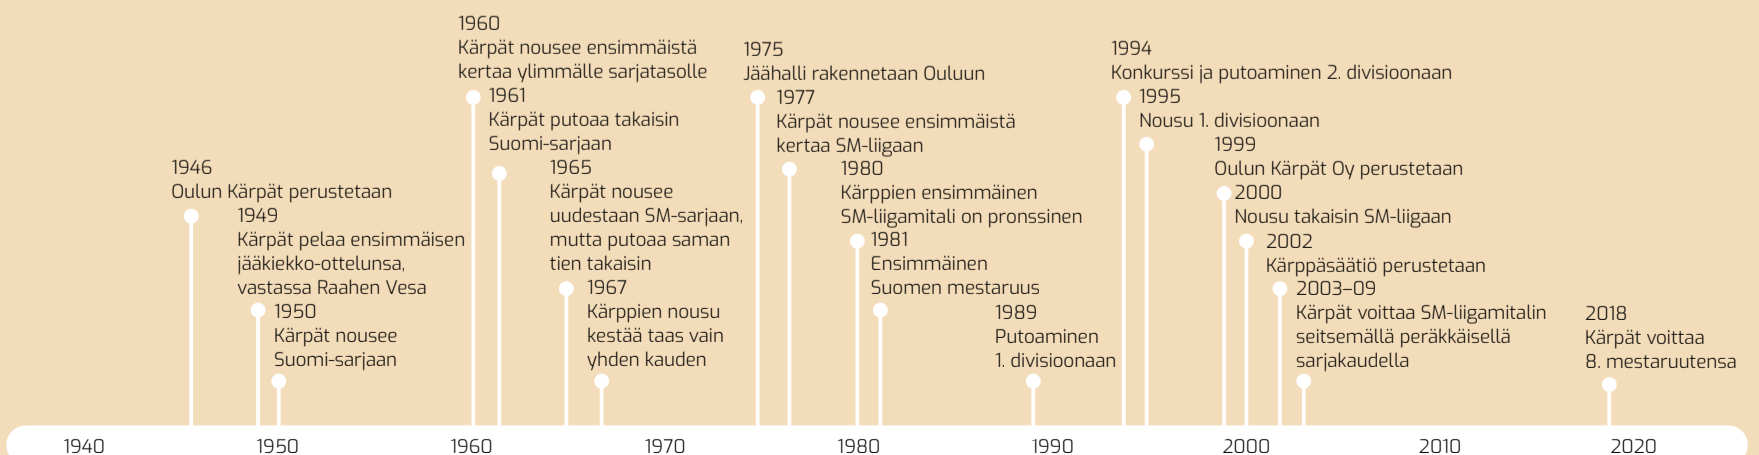 1946
Oulun Kärpät perustetaan
1949
Kärpät pelaa ensimmäisen
jääkiekko-ottelunsa,
vastassa Raahen Vesa
1950
Kärpät nousee
Suomi-sarjaan
1960
Kärpät nousee ensimmäistä
kertaa ylimmälle sarjatasolle
1961
Kärpät putoaa takaisin
Suomi-sarjaan
1965
Kärpät nousee
uudestaan SM-sarjaan,
mutta putoaa saman
tien takaisin
1967
Kärppien nousu
kestää taas vain
yhden kauden
1975
Jäähalli rakennetaan Ouluun
1977
Kärpät nousee ensimmäistä
kertaa SM-liigaan
1980
Kärppien ensimmäinen
SM-liigamitali on pronssinen
1981
Ensimmäinen
Suomen mestaruus
1989
Putoaminen
1. divisioonaan
1994
Konkurssi ja putoaminen 2. divisioonaan
1995
Nousu 1. divisioonaan
1999
Oulun Kärpät Oy perustetaan
2000
Nousu takaisin SM-liigaan
2002
Kärppäsäätiö perustetaan
2003–09
Kärpät voittaa SM-liigamitalin
seitsemällä peräkkäisellä
sarjakaudella
2018
Kärpät voittaa
8. mestaruutensa
1940 1950 1960 1970 1980 1990 2000 2010 2020